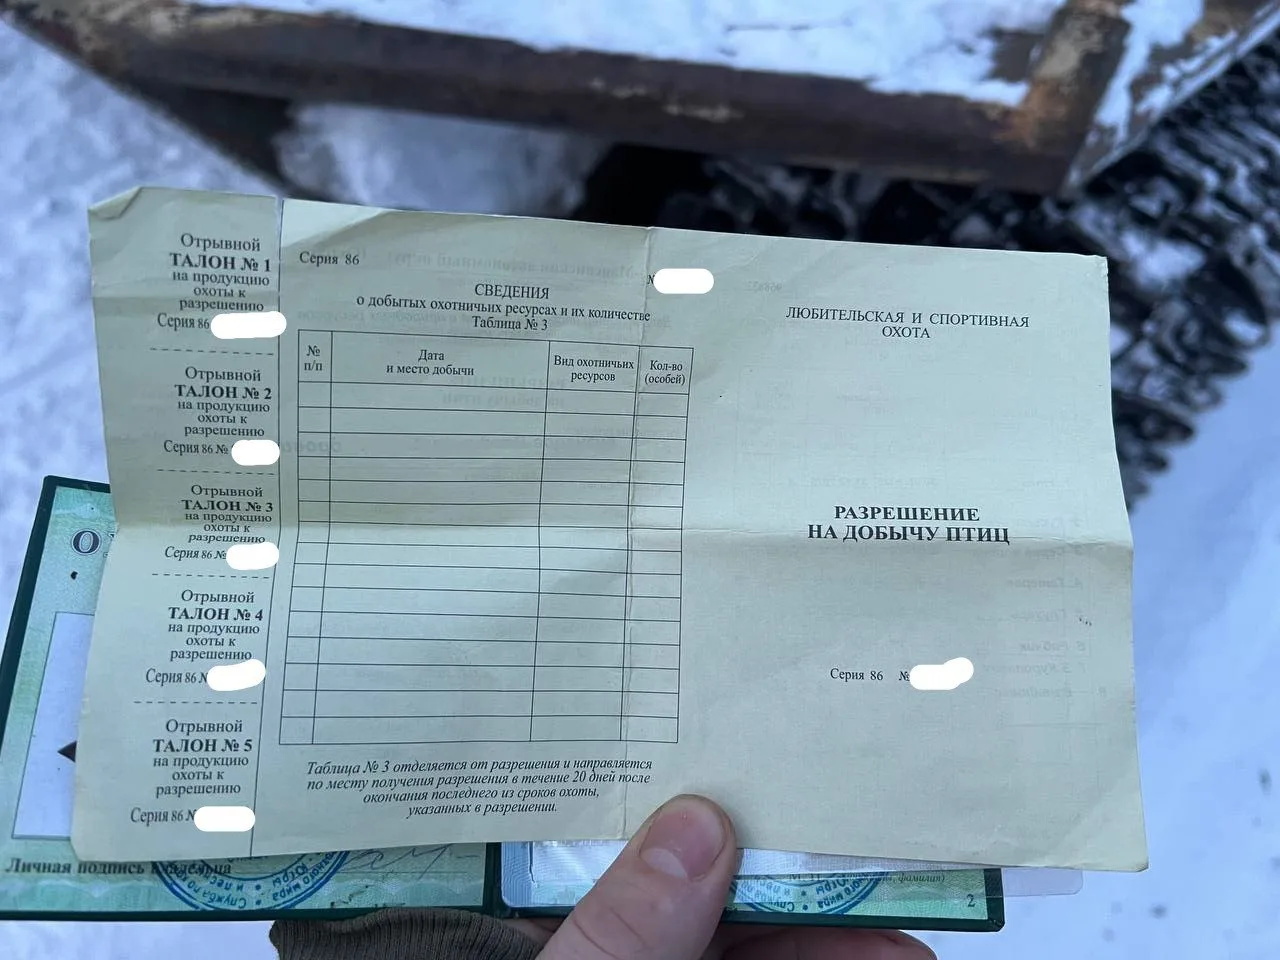 Отрывной
ТАЛОН № 1
на продукцию
охоты к
разрешению
Серия 86
Отрывной
ТАЛОН № 2
на продукцию
охоты к
разрешению
Серия 86 №
Отрывной
ТАЛОН № 3
на продукцию
охоты к
разрешению
Серия 86 №
Отрывной
ТАЛОН № 4
на продукцию
охоты к
разрешению
Серия 86 №
Отрывной
ТАЛОН № 5
на продукцию
охоты к
разрешению
Серия 86 №
Серия 86
№
СВЕДЕНИЯ
о добытых охотничьих ресурсах и их количестве
Таблица № 3
№ п/п
Дата и место добычи
Вид охотничьих ресурсов
Кол-во (особей)
Таблица № 3 отделяется от разрешения и направляется
по месту получения разрешения в течение 20 дней после
окончания последнего из сроков охоты,
указанных в разрешении.
ЛЮБИТЕЛЬСКАЯ И СПОРТИВНАЯ
ОХОТА
РАЗРЕШЕНИЕ
НА ДОБЫЧУ ПТИЦ
Серия 86 №
О
Личная подпись владельца
фамилия)
2